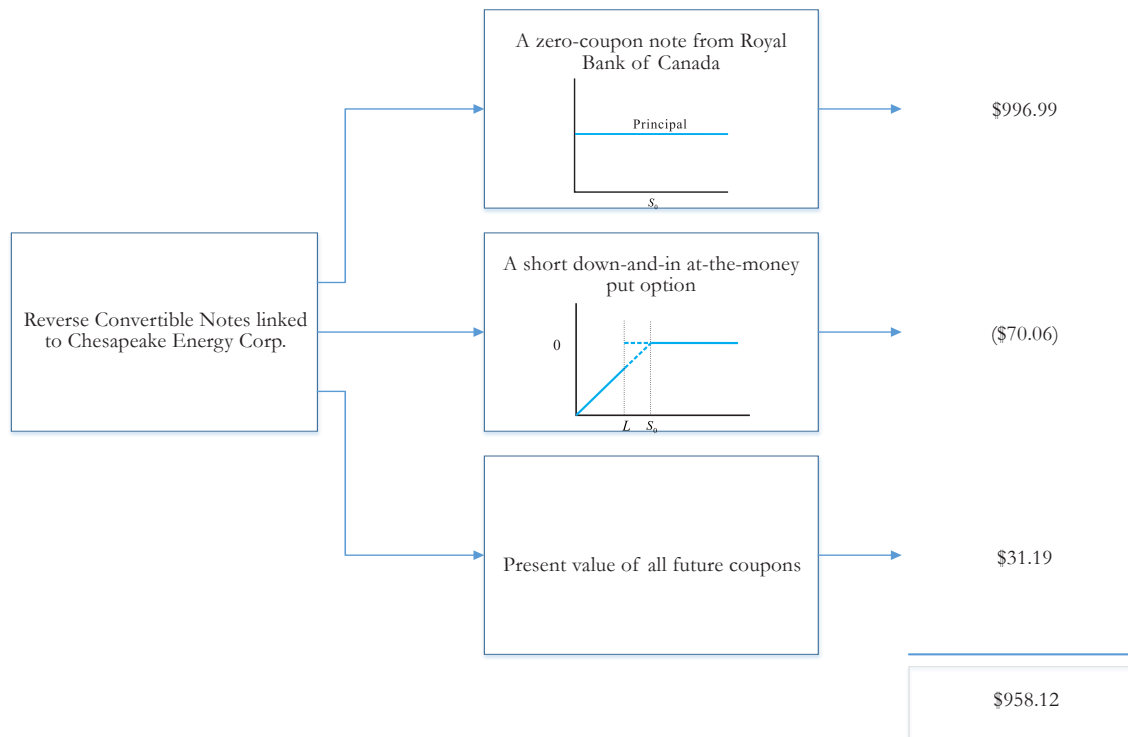 A zero-coupon note from Royal
Bank of Canada
Principal
S₀
$996.99
Reverse Convertible Notes linked
to Chesapeake Energy Corp.
A short down-and-in at-the-money
put option
0
L S₀
($70.06)
Present value of all future coupons
$31.19
$958.12